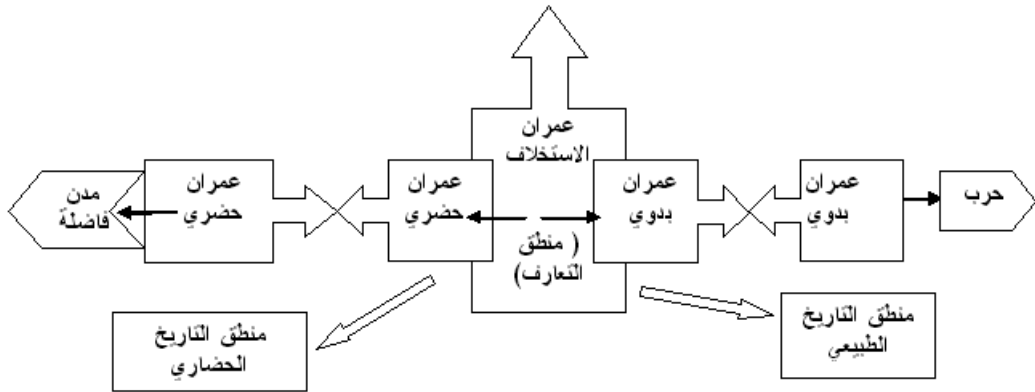 عمران
الاستخلاف
حرب
عمران
بدوي
عمران
بدوي
عمران
حضري
عمران
حضري
مدن
فاضلة
( منطق
التعارف)
منطق التاريخ
الطبيعي
منطق التاريخ
الحضاري